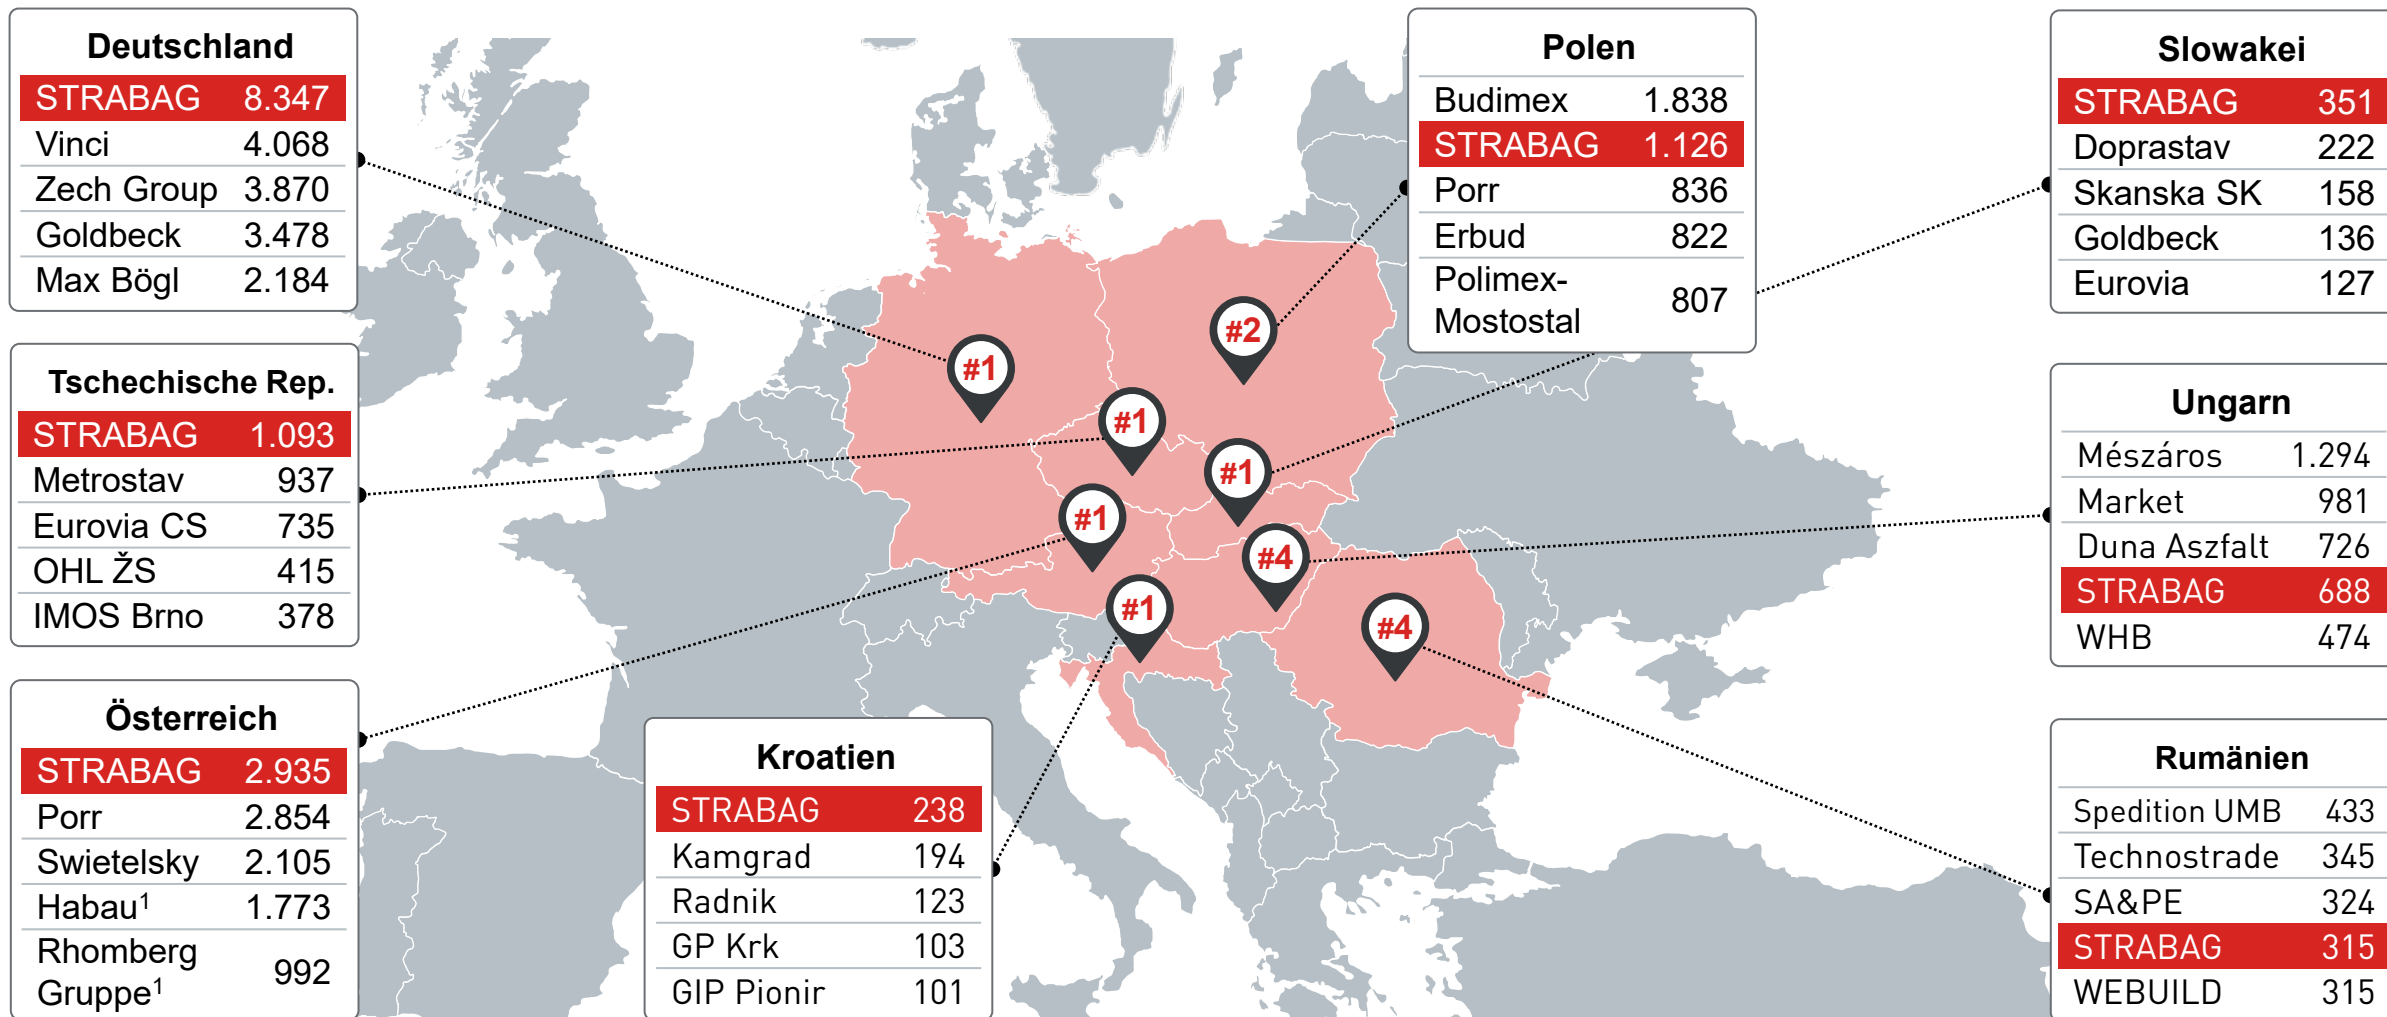 Deutschland
STRABAG 8.347
Vinci 4.068
Zech Group 3.870
Goldbeck 3.478
Max Bögl 2.184
Tschechische Rep.
STRABAG 1.093
Metrostav 937
Eurovia CS 735
OHL ŽS 415
IMOS Brno 378
Österreich
STRABAG 2.935
Porr 2.854
Swietelsky 2.105
Habau¹ 1.773
Rhomberg
Gruppe¹ 992
Kroatien
STRABAG 238
Kamgrad 194
Radnik 123
GP Krk 103
GIP Pionir 101
Polen
Budimex 1.838
STRABAG 1.126
Porr 836
Erbud 822
Polimex-
Mostostal 807
Slowakei
STRABAG 351
Doprastav 222
Skanska SK 158
Goldbeck 136
Eurovia 127
Ungarn
Mészáros 1.294
Market 981
Duna Aszfalt 726
STRABAG 688
WHB 474
Rumänien
Spedition UMB 433
Technostrade 345
SA&PE 324
STRABAG 315
WEBUILD 315
#2
#1
#1
#1
#1
#4
#1
#4